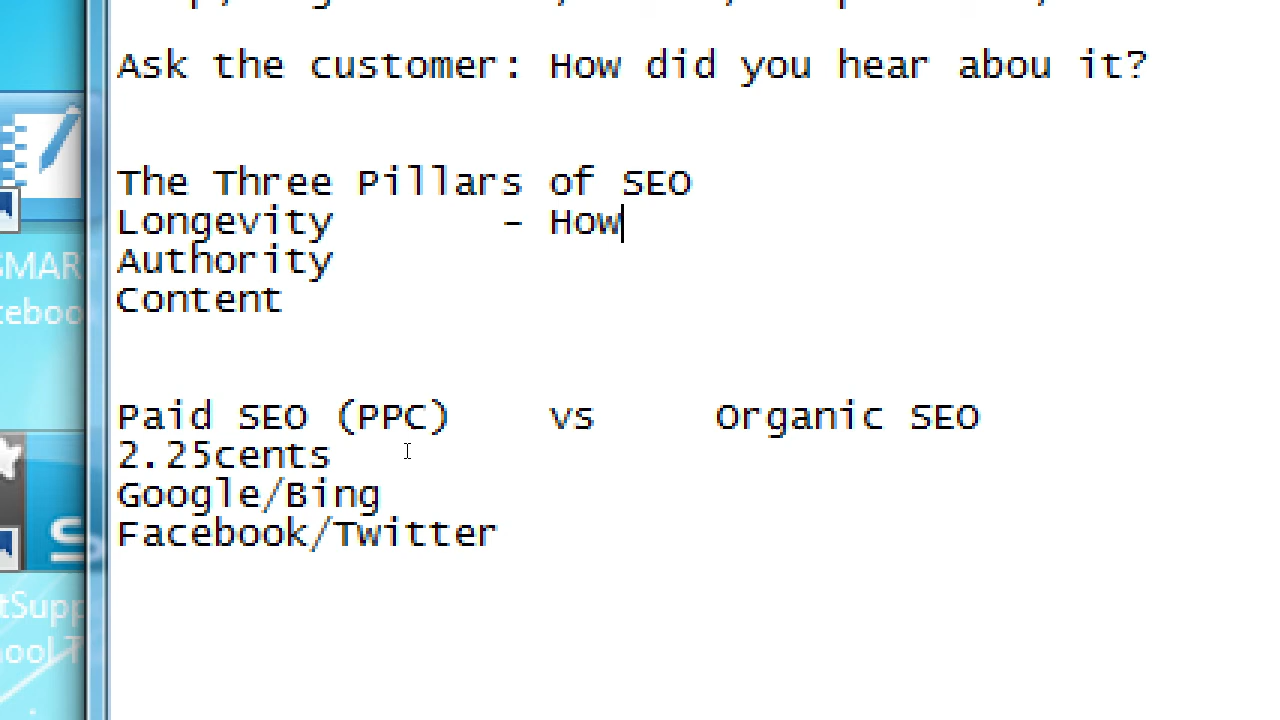 Ask the customer: How did you hear abou it?
The Three Pillars of SEO
Longevity - How
Authority
Content
Paid SEO (PPC) vs Organic SEO
2.25cents
Google/Bing
Facebook/Twitter
SMAR